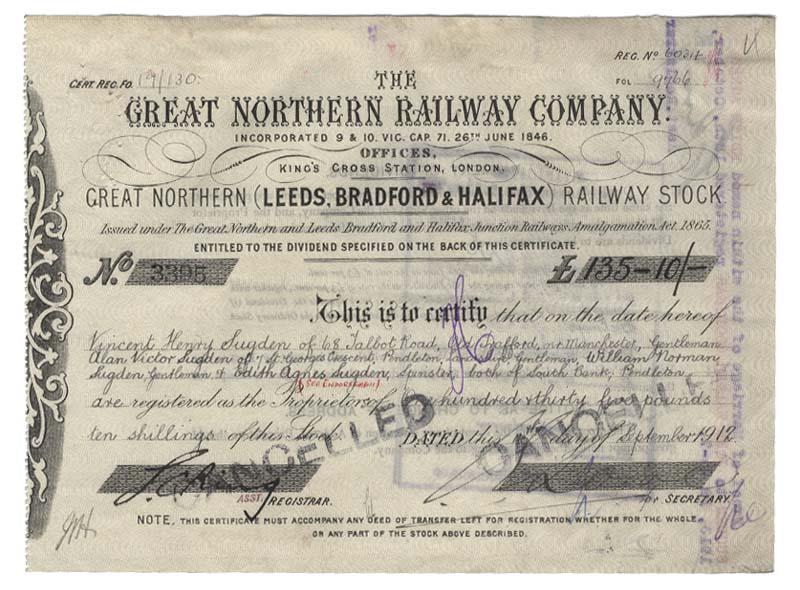 REG. No 6031
CERT. REG. FO. 19/130.
FOL 9766
THE
GREAT NORTHERN RAILWAY COMPANY.
INCORPORATED 9 & 10. VIC. CAP. 71. 26TH JUNE 1846.
OFFICES,
KING'S CROSS STATION, LONDON.
GREAT NORTHERN (LEEDS, BRADFORD & HALIFAX) RAILWAY STOCK
Issued under The Great Northern and Leeds, Bradford and Halifax Junction Railways Amalgamation Act. 1865.
ENTITLED TO THE DIVIDEND SPECIFIED ON THE BACK OF THIS CERTIFICATE.
No 3395 £135-10/-
This is to certify that on the date hereof
Vincent Henry Sugden of 68 Talbot Road, Old Trafford, nr. Manchester, Gentleman
Alan Victor Sugden of 7 St. Georges Crescent, Pendleton, Gentleman, William Norman
Sugden, Gentleman, & Edith Agnes Sugden, Spinster, both of South Bank, Pendleton
(SEE ENDORSEMENT)
are registered as the Proprietors of One hundred & thirty five pounds
ten shillings of this Stock. DATED this day of September 1912.
CANCELLED CANCELLED
ASST. REGISTRAR. for SECRETARY.
NOTE, THIS CERTIFICATE MUST ACCOMPANY ANY DEED OF TRANSFER LEFT FOR REGISTRATION WHETHER FOR THE WHOLE,
OR ANY PART OF THE STOCK ABOVE DESCRIBED.